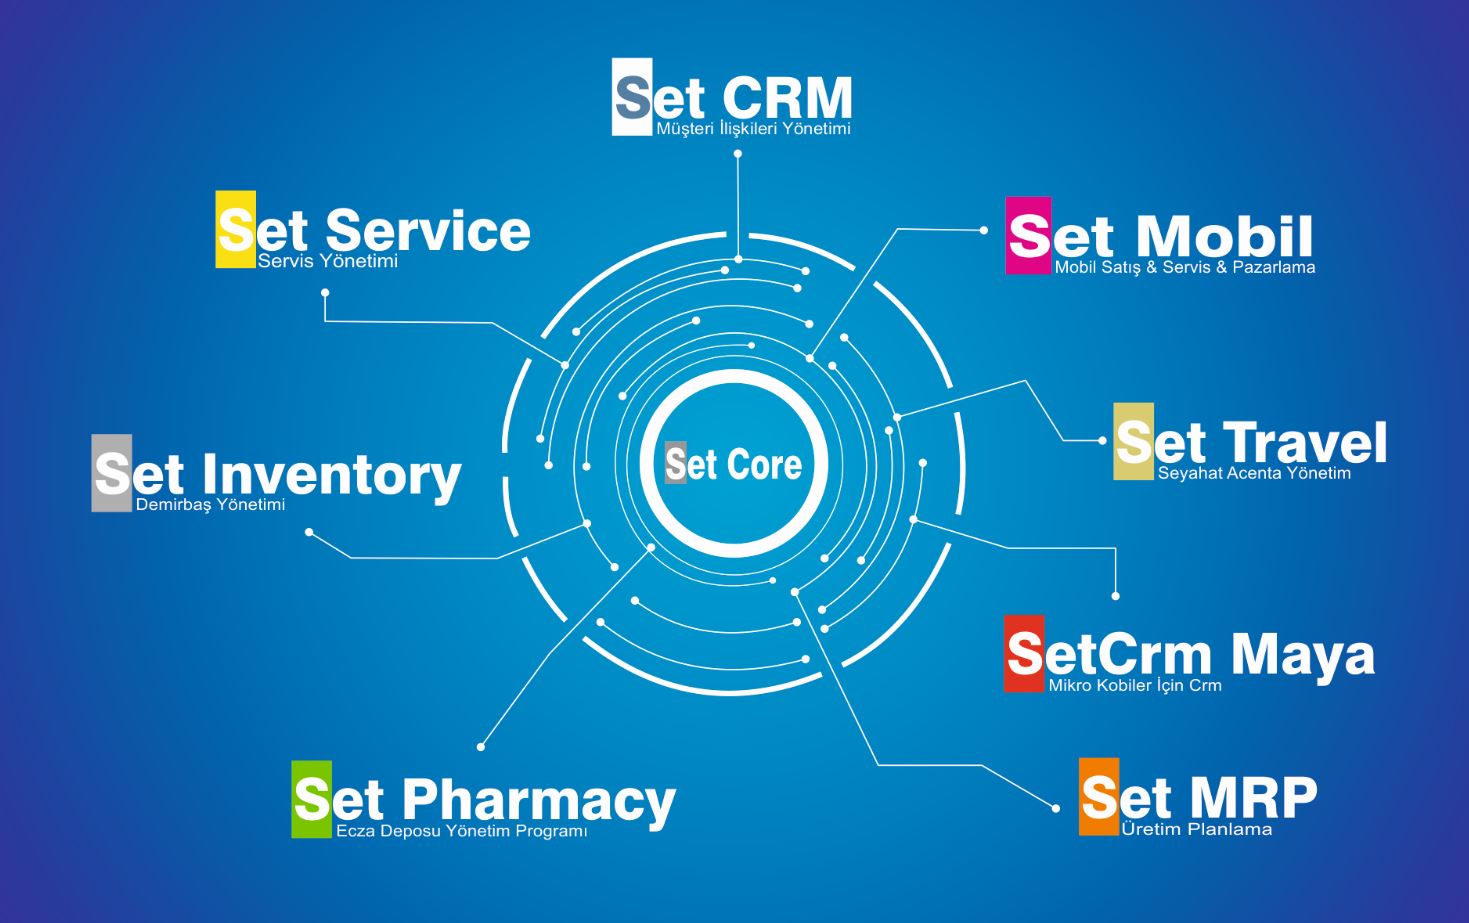 Set CRM
Müşteri İlişkileri Yönetimi
Set Service
Servis Yönetimi
Set Mobil
Mobil Satış & Servis & Pazarlama
Set Inventory
Demirbaş Yönetimi
Set Core
Set Travel
Seyahat Acenta Yönetim
SetCrm Maya
Mikro Kobiler İçin Crm
Set Pharmacy
Ecza Deposu Yönetim Programı
Set MRP
Üretim Planlama